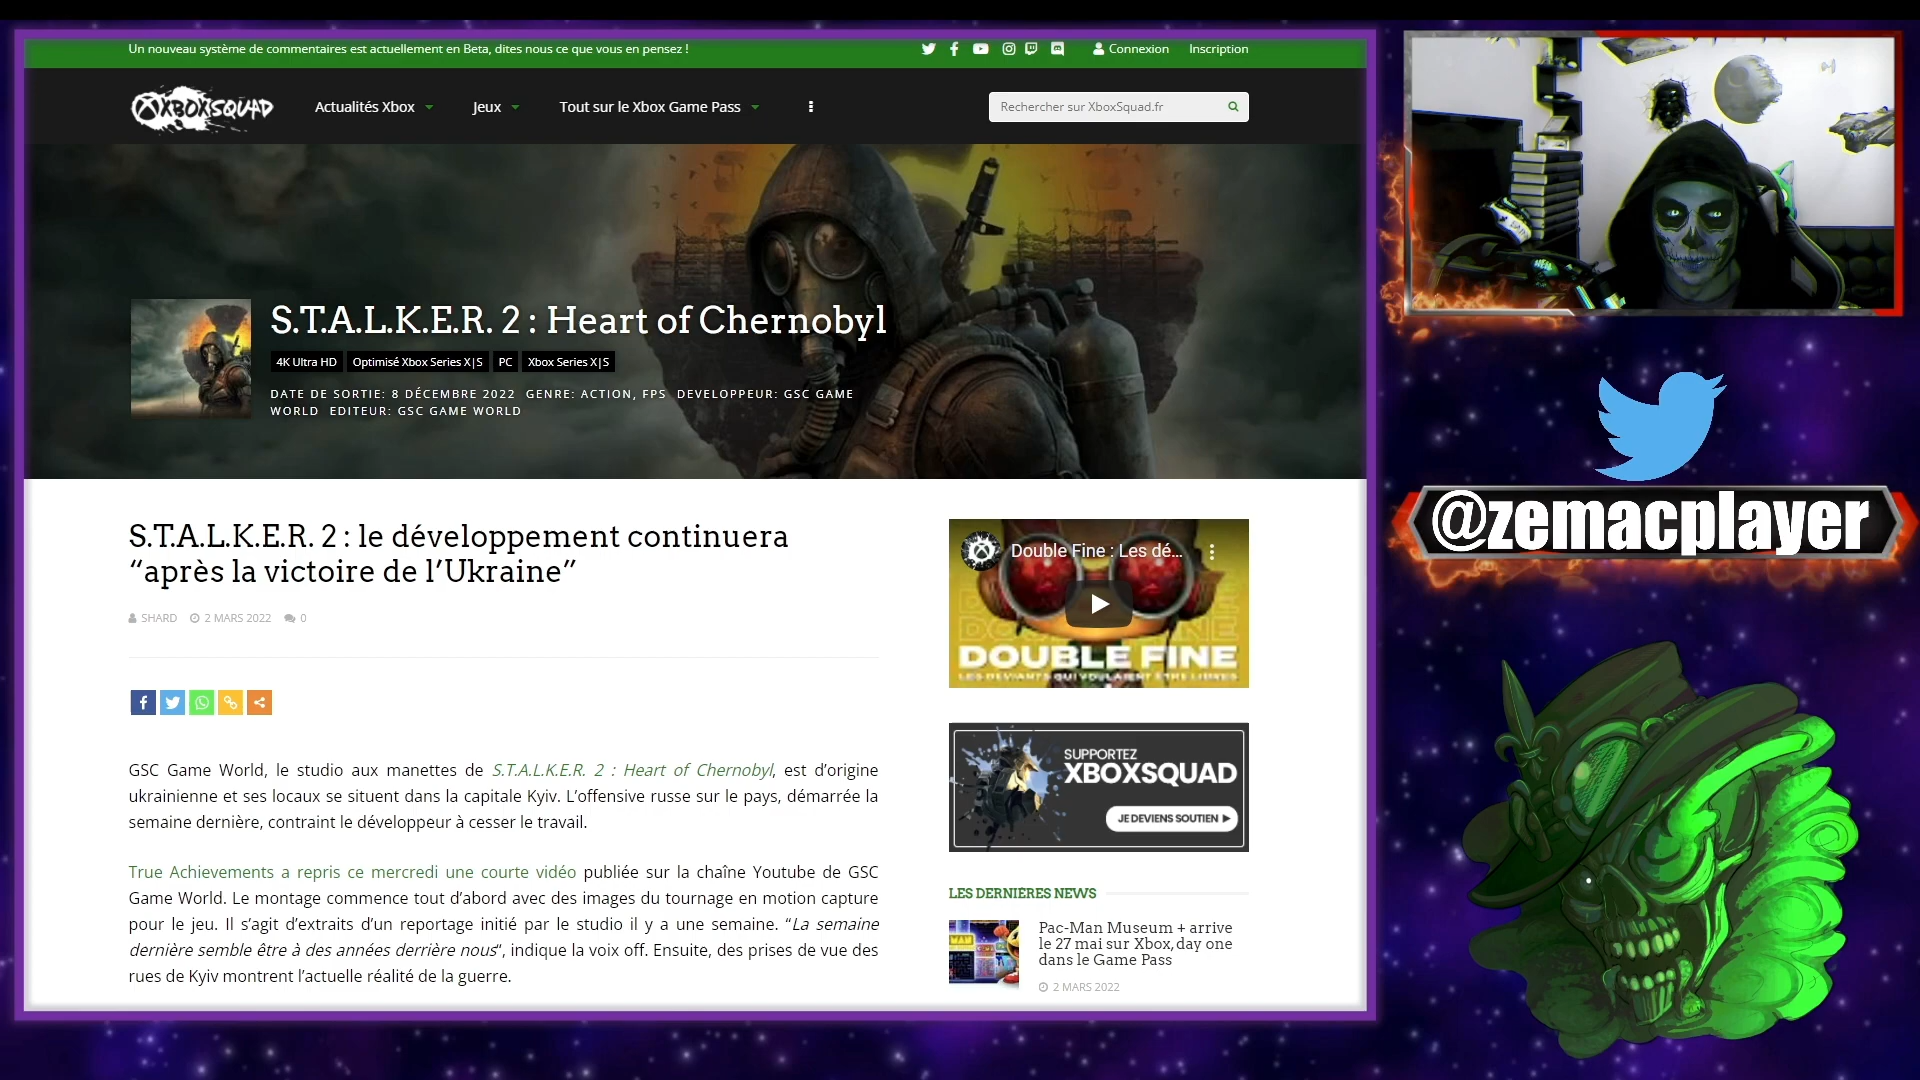 Un nouveau système de commentaires est actuellement en Beta, dites nous ce que vous en pensez !
Connexion
Inscription
XBOXSQUAD
Actualités Xbox
Jeux
Tout sur le Xbox Game Pass
Rechercher sur XboxSquad.fr
S.T.A.L.K.E.R. 2 : Heart of Chernobyl
4K Ultra HD
Optimisé Xbox Series X|S
PC
Xbox Series X|S
DATE DE SORTIE: 8 DÉCEMBRE 2022 GENRE: ACTION, FPS DEVELOPPEUR: GSC GAME
WORLD EDITEUR: GSC GAME WORLD
@zemacplayer
S.T.A.L.K.E.R. 2 : le développement continuera
“après la victoire de l’Ukraine”
SHARD 2 MARS 2022 0
GSC Game World, le studio aux manettes de S.T.A.L.K.E.R. 2 : Heart of Chernobyl, est d’origine
ukrainienne et ses locaux se situent dans la capitale Kyiv. L’offensive russe sur le pays, démarrée la
semaine dernière, contraint le développeur à cesser le travail.
True Achievements a repris ce mercredi une courte vidéo publiée sur la chaîne Youtube de GSC
Game World. Le montage commence tout d’abord avec des images du tournage en motion capture
pour le jeu. Il s’agit d’extraits d’un reportage initié par le studio il y a une semaine. “La semaine
dernière semble être à des années derrière nous“, indique la voix off. Ensuite, des prises de vue des
rues de Kyiv montrent l’actuelle réalité de la guerre.
Double Fine : Les dé...
DOUBLE FINE
LES DEVIANTS QUI VOULAIENT ÊTRE LIBRES
SUPPORTEZ
XBOXSQUAD
JE DEVIENS SOUTIEN
LES DERNIÈRES NEWS
Pac-Man Museum + arrive
le 27 mai sur Xbox, day one
dans le Game Pass
2 MARS 2022